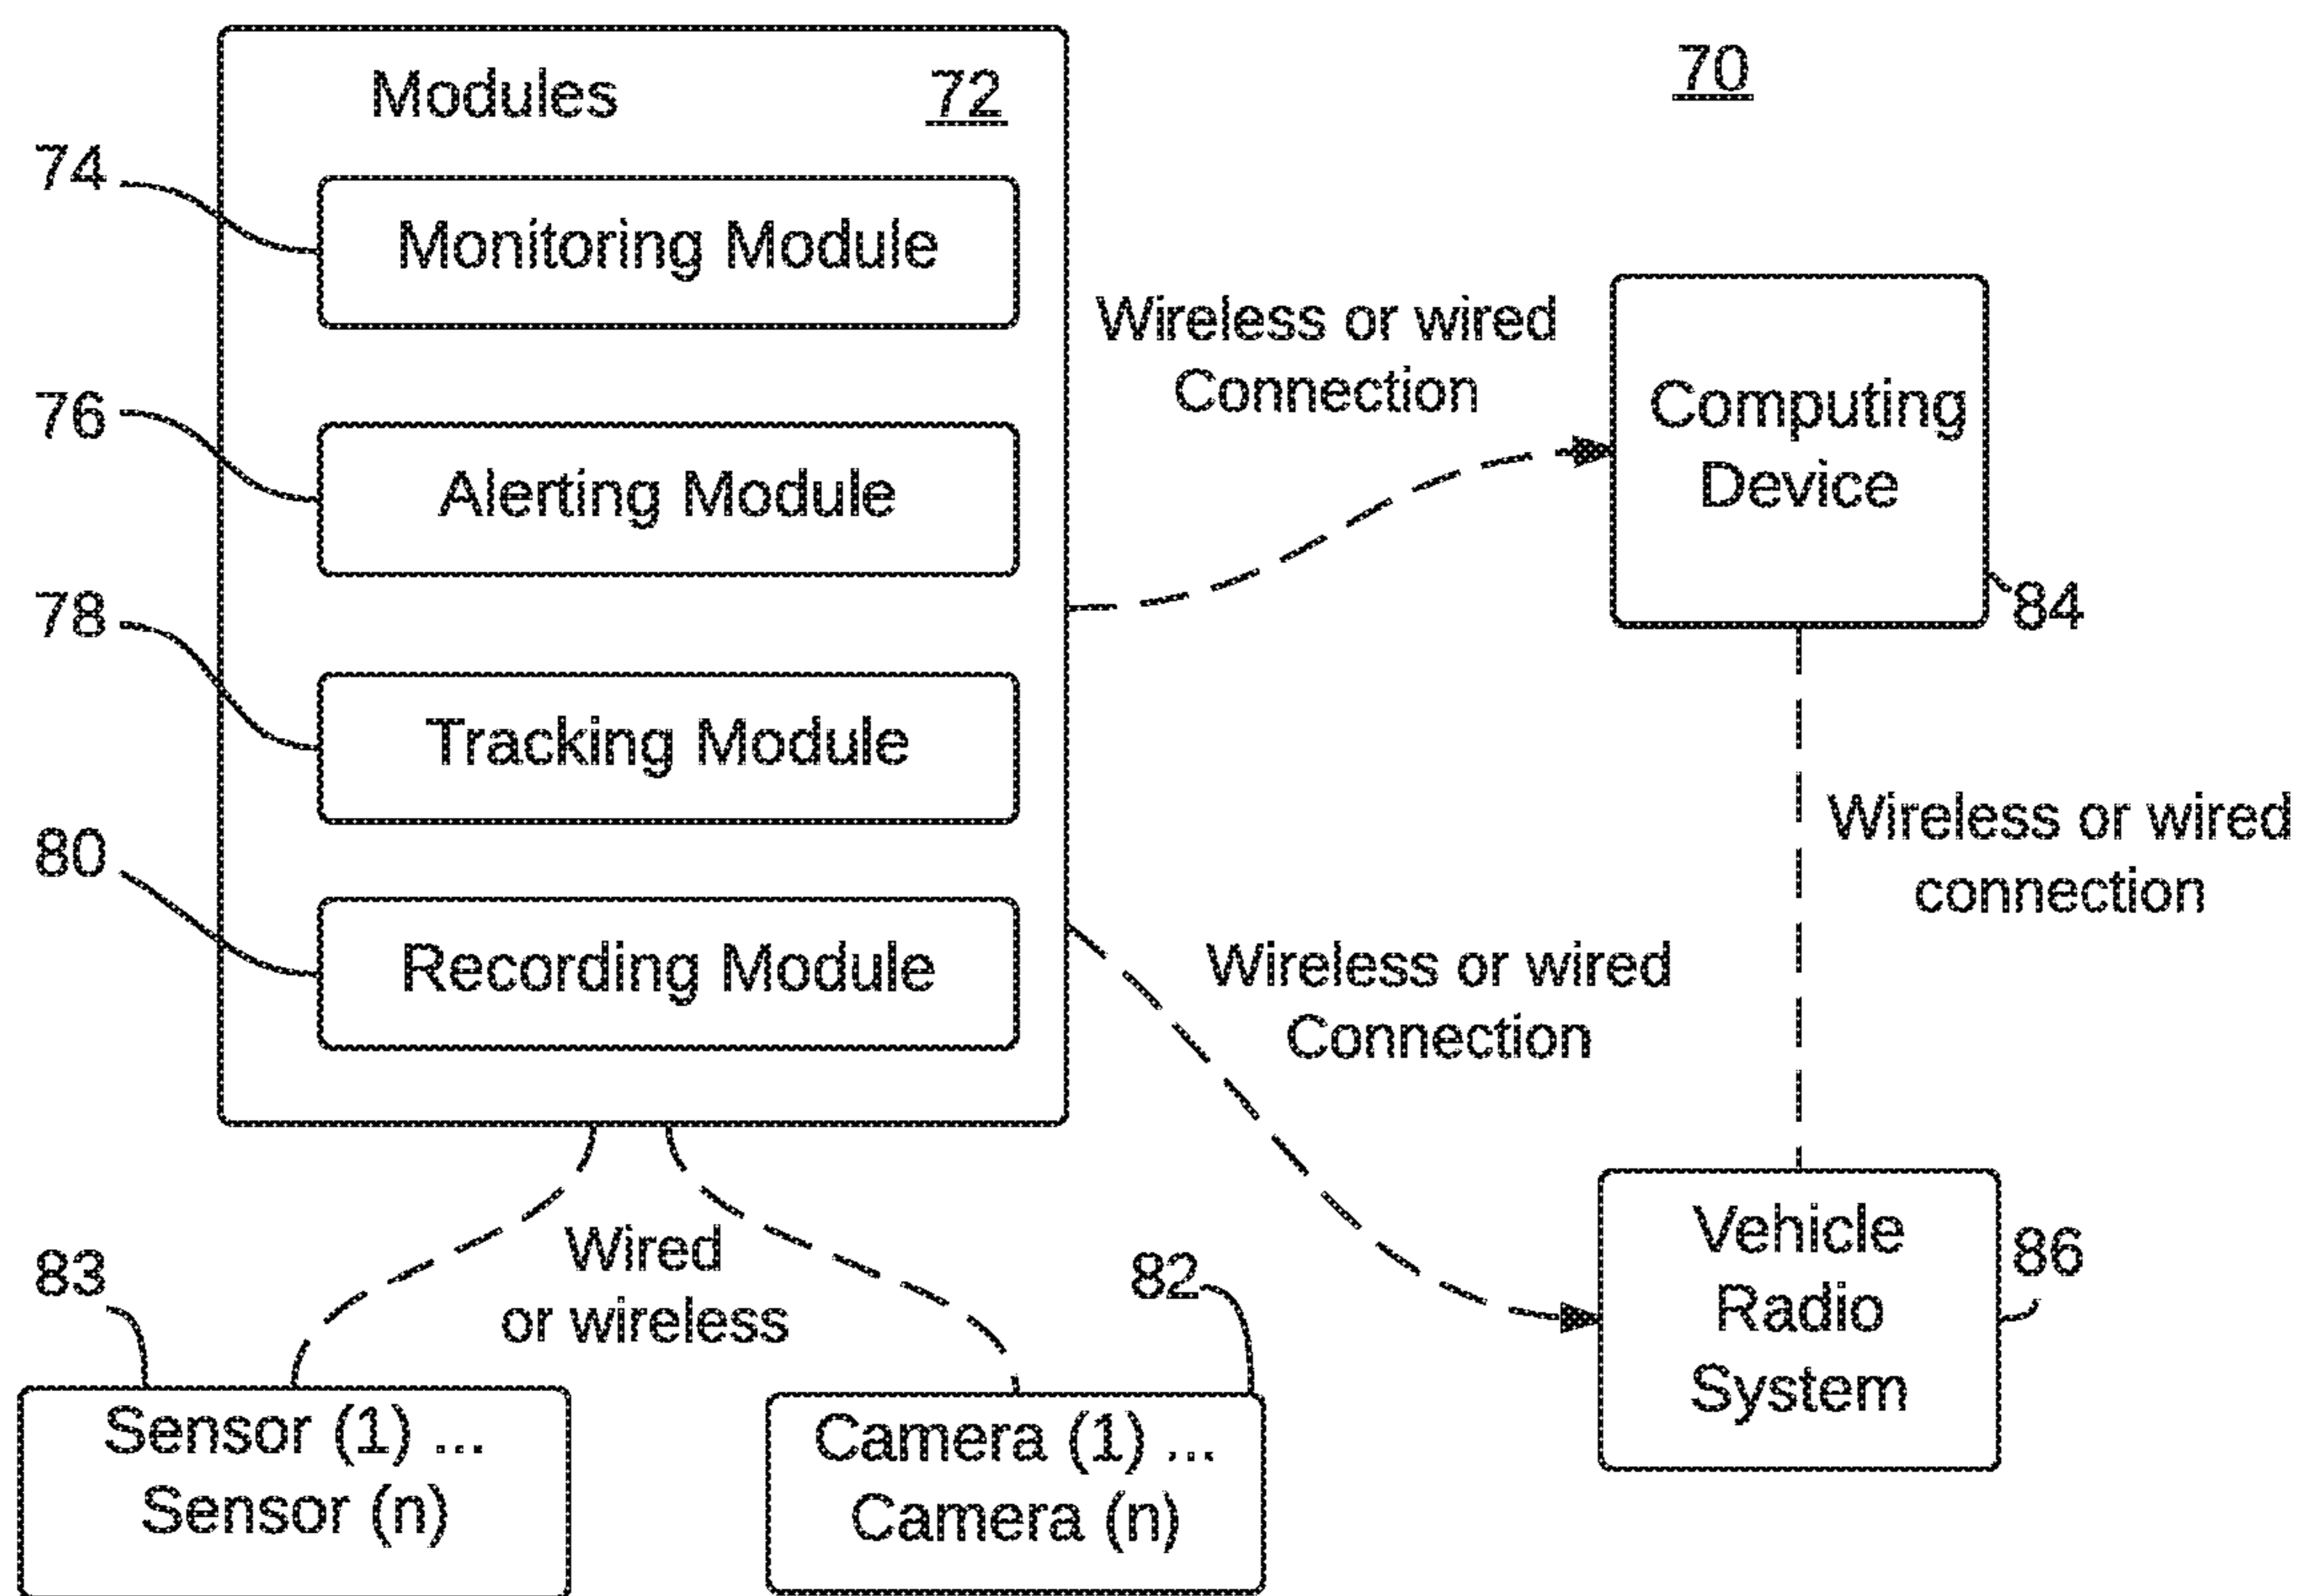 Modules 72
70
74
Monitoring Module
76
Alerting Module
78
Tracking Module
80
Recording Module
Wireless or wired
Connection
Computing
Device
84
Wireless or wired
connection
Wireless or wired
Connection
Vehicle
Radio
System
86
Wired
or wireless
83
82
Sensor (1) ...
Sensor (n)
Camera (1) ...
Camera (n)